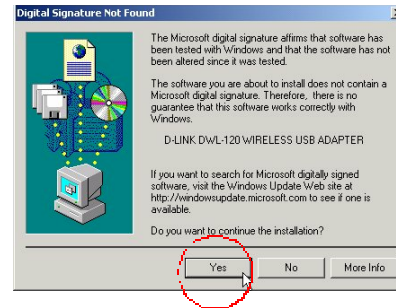 Digital Signature Not Found
The Microsoft digital signature affirms that software has
been tested with Windows and that the software has not
been altered since it was tested.
The software you are about to install does not contain a
Microsoft digital signature. Therefore, there is no
guarantee that this software works correctly with
Windows.
D-LINK DWL-120 WIRELESS USB ADAPTER
If you want to search for Microsoft digitally signed
software, visit the Windows Update Web site at
http://windowsupdate.microsoft.com to see if one is
available.
Do you want to continue the installation?
Yes No More Info